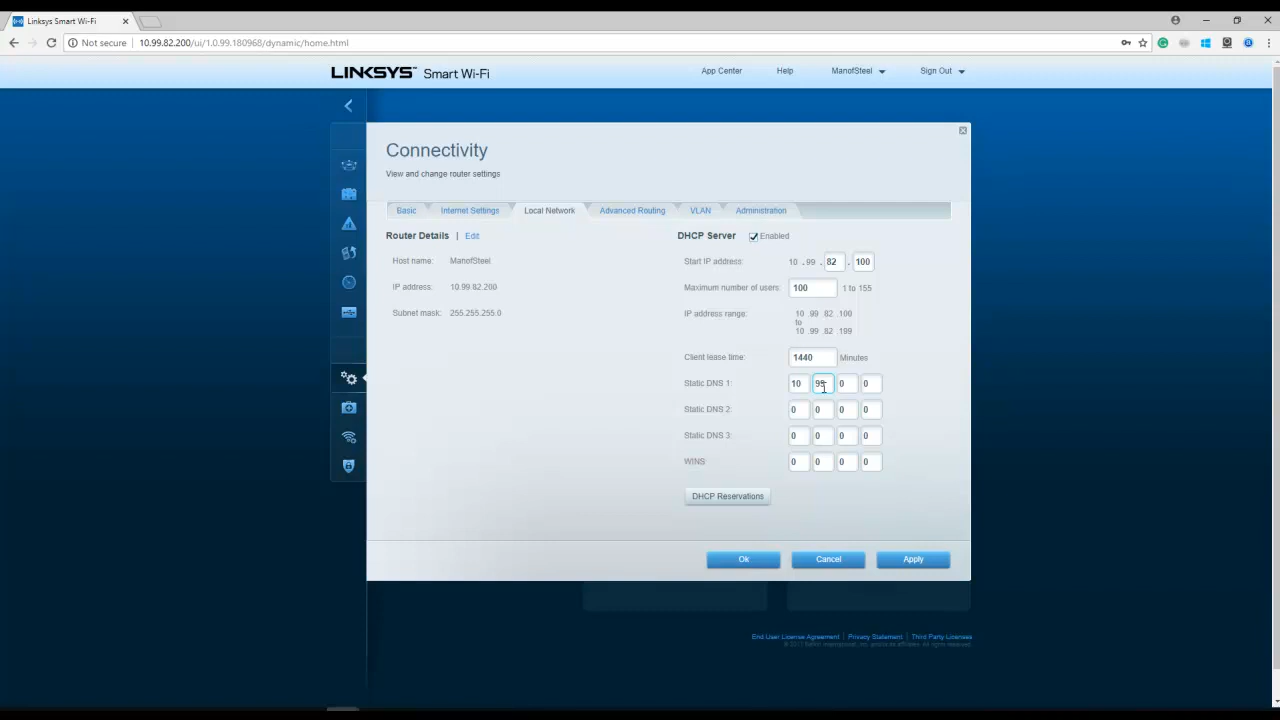 Linksys Smart Wi-Fi
Not secure 10.99.82.200/ui/1.0.99.180968/dynamic/home.html
LINKSYS™ Smart Wi-Fi
App Center Help ManofSteel Sign Out
Connectivity
View and change router settings
Basic Internet Settings Local Network Advanced Routing VLAN Administration
Router Details | Edit
Host name: ManofSteel
IP address: 10.99.82.200
Subnet mask: 255.255.255.0
DHCP Server Enabled
Start IP address: 10 . 99 . 82 . 100
Maximum number of users: 100 1 to 155
IP address range: 10 .99 .82 .100
to
10 .99 .82 .199
Client lease time: 1440 Minutes
Static DNS 1: 10 99 0 0
Static DNS 2: 0 0 0 0
Static DNS 3: 0 0 0 0
WINS: 0 0 0 0
DHCP Reservations
Ok Cancel Apply
End User License Agreement | Privacy Statement | Third Party Licenses